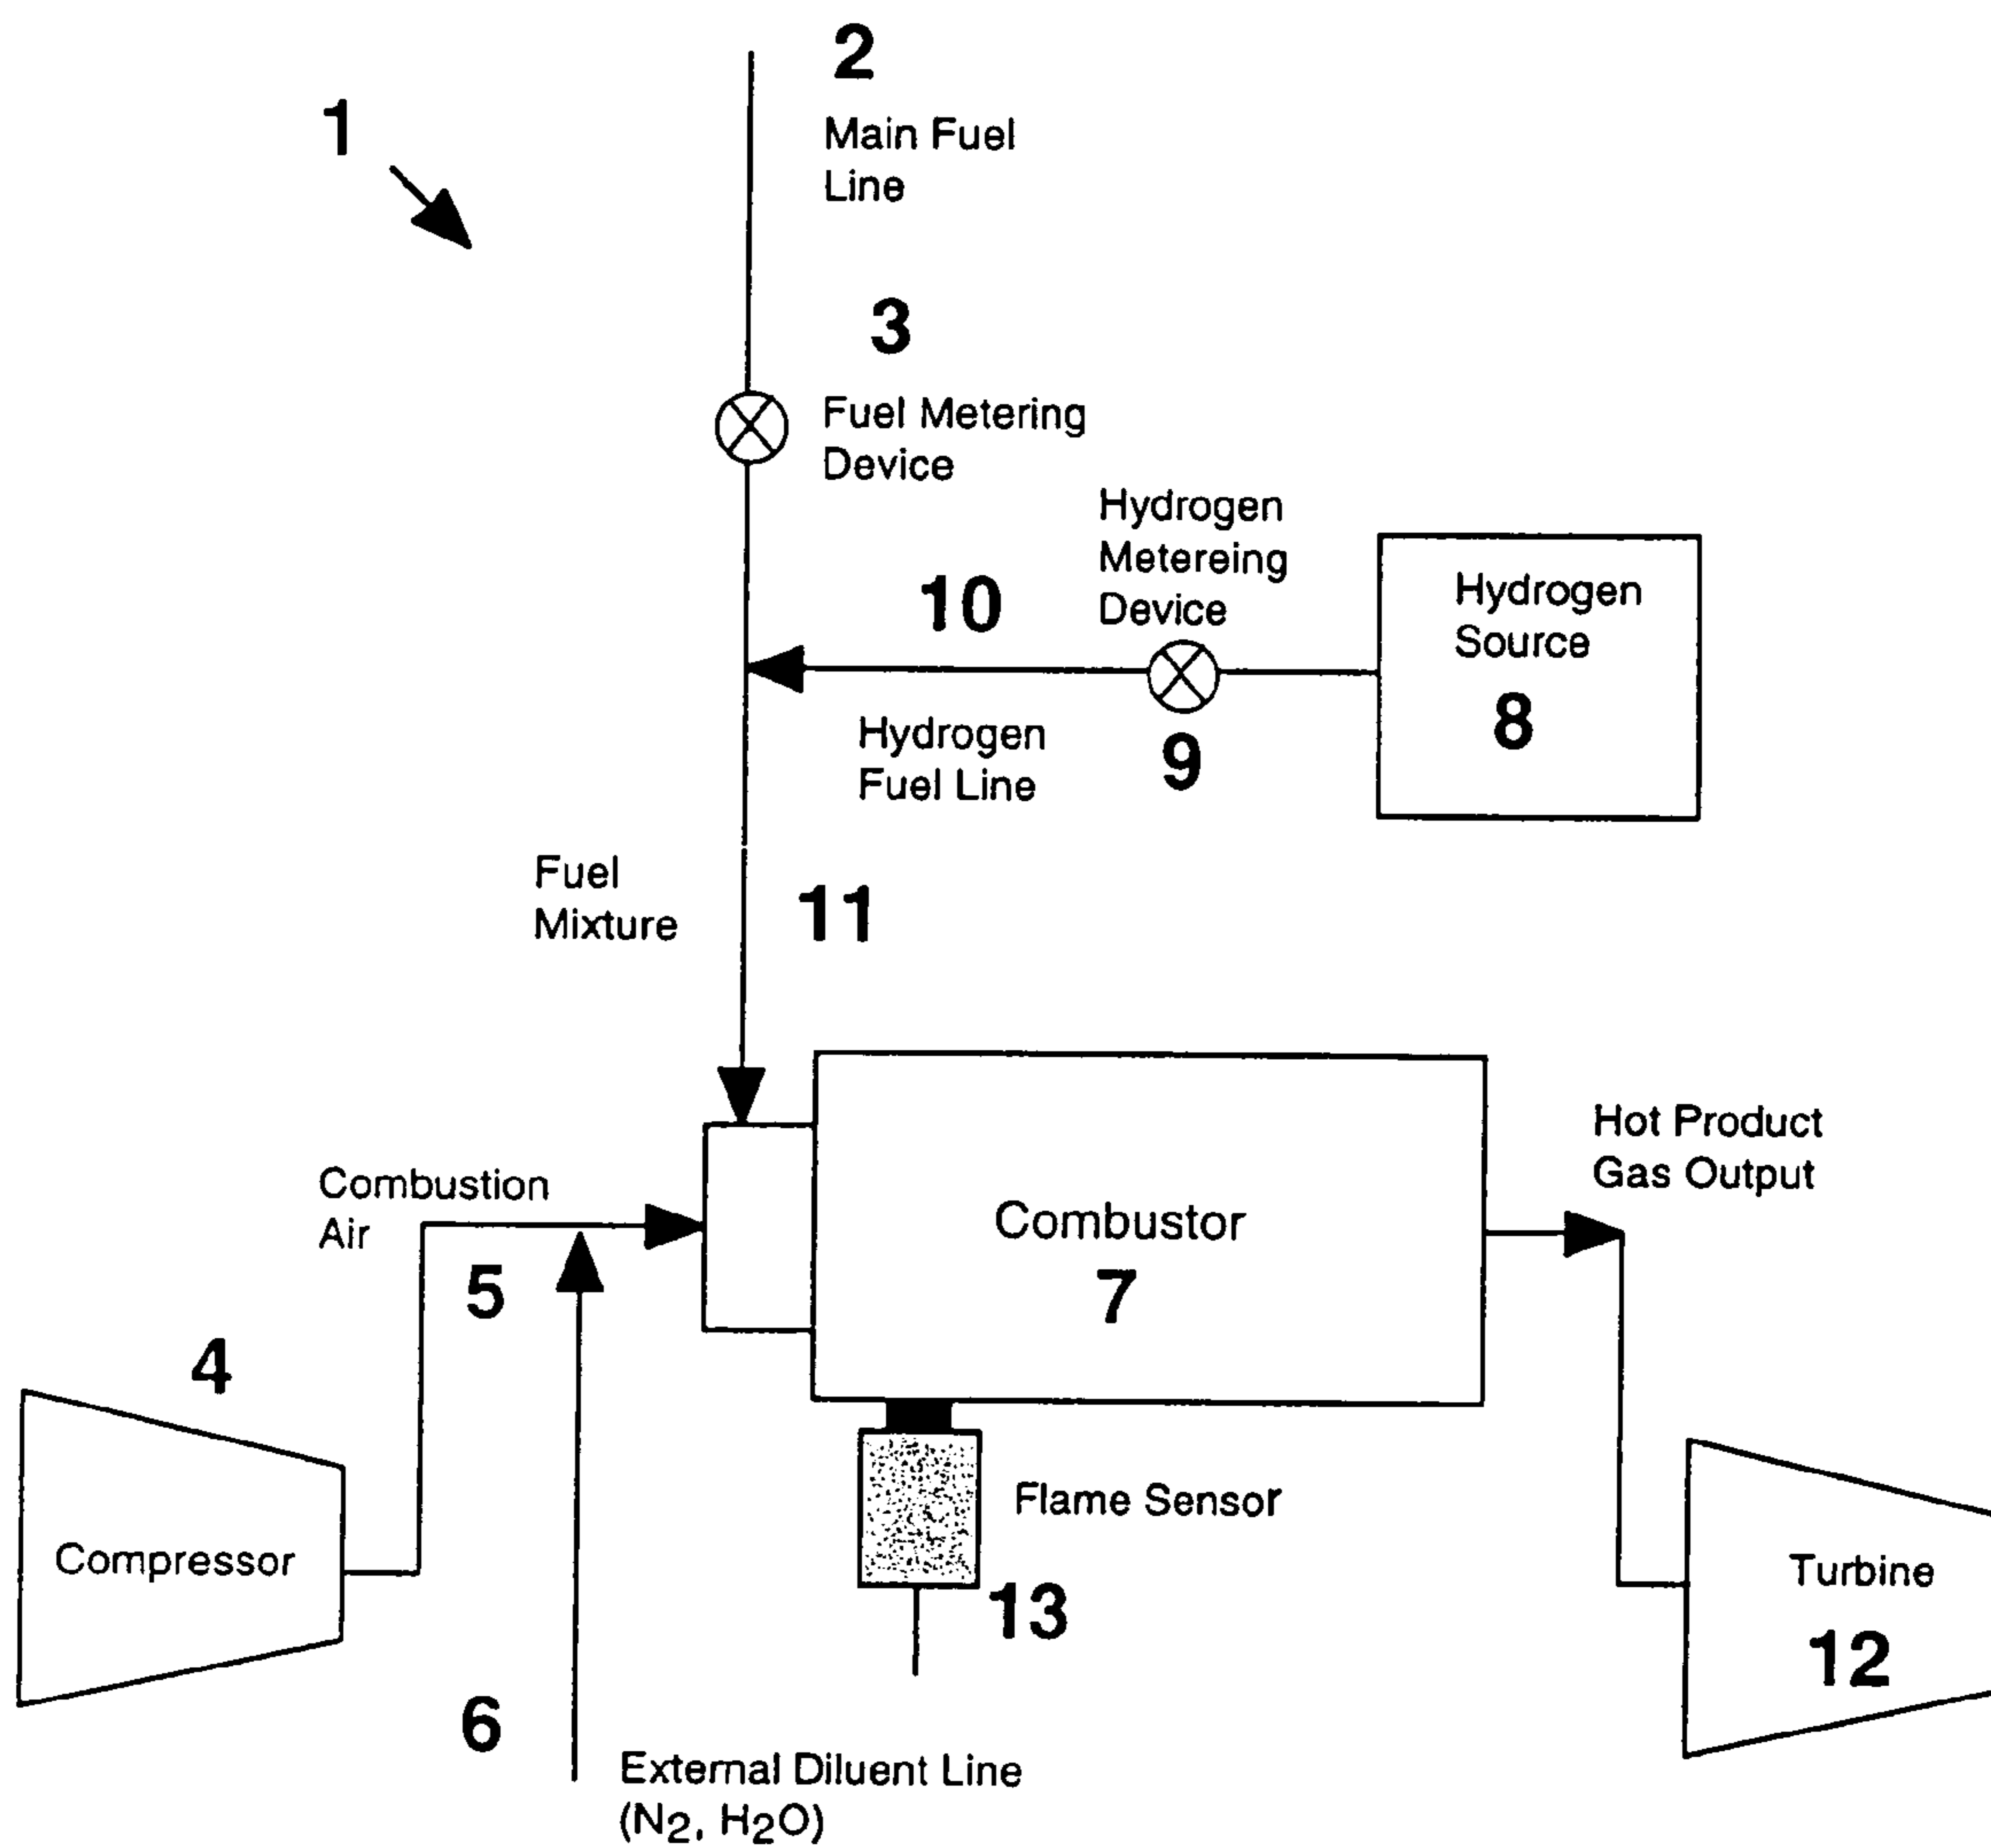 2
Main Fuel
Line
1
3
Fuel Metering
Device
Hydrogen
Metereing
Device
10
Hydrogen
Source
8
9
Hydrogen
Fuel Line
Fuel
Mixture
11
Hot Product
Gas Output
Combustion
Air
5
Combustor
7
4
Compressor
Flame Sensor
13
Turbine
12
6
External Diluent Line
(N2, H2O)